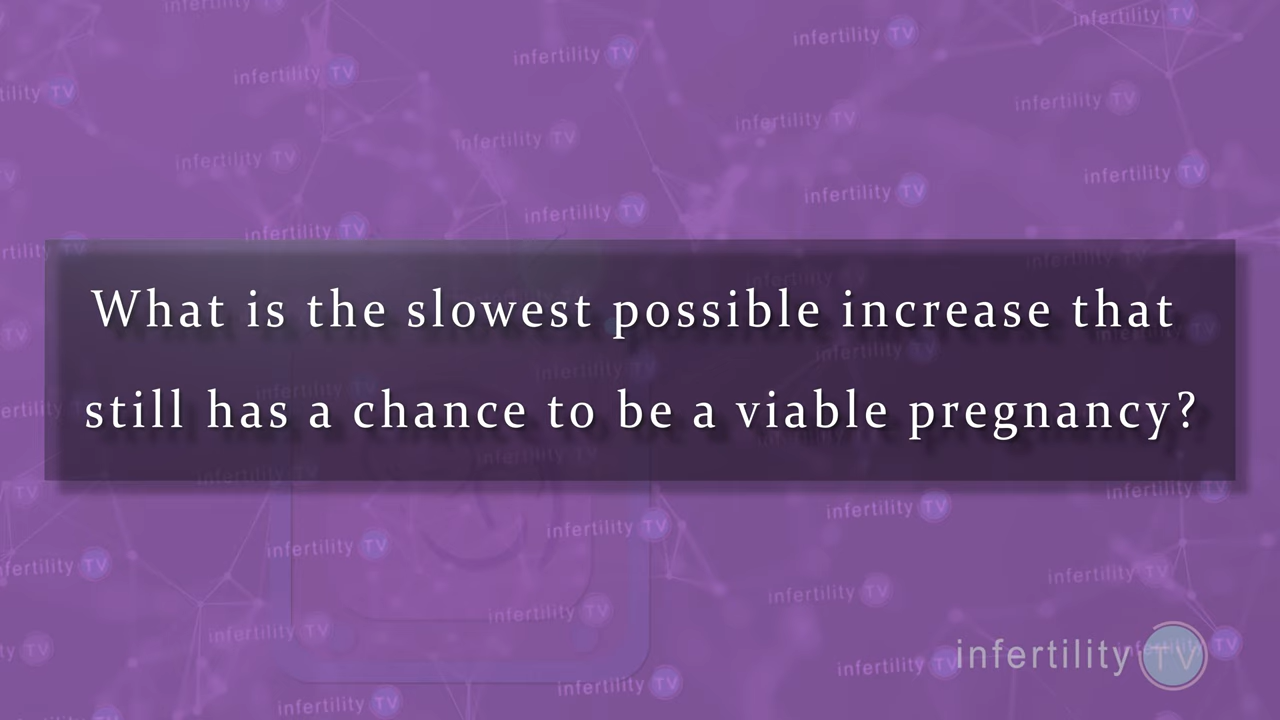 What is the slowest possible increase that
still has a chance to be a viable pregnancy?
infertility TV